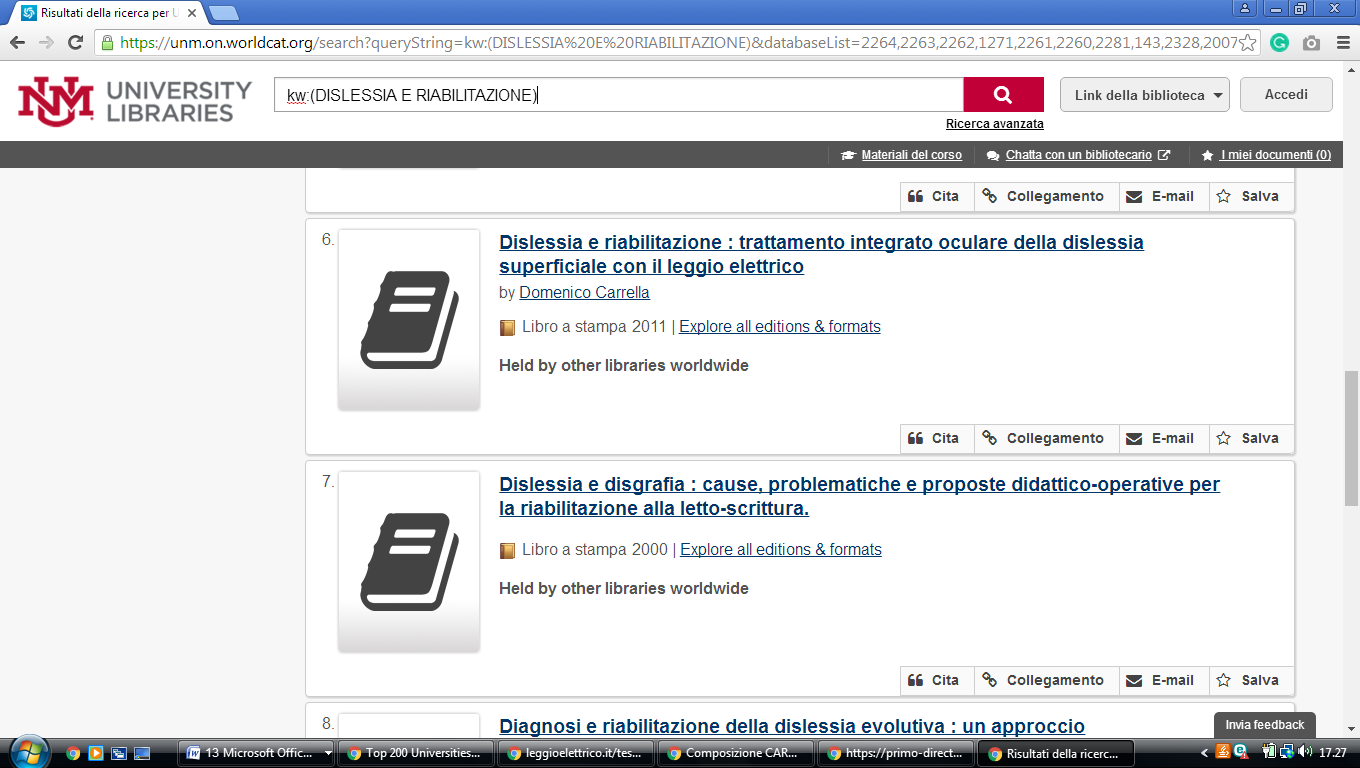 Risultati della ricerca per U
https://unm.on.worldcat.org/search?queryString=kw:(DISLESSIA%20E%20RIABILITAZIONE)&databaseList=2264,2263,2262,1271,2261,2260,2281,143,2328,2007
UNM UNIVERSITY LIBRARIES
kw:(DISLESSIA E RIABILITAZIONE)
Link della biblioteca
Accedi
Ricerca avanzata
Materiali del corso
Chatta con un bibliotecario
I miei documenti (0)
Cita Collegamento E-mail Salva
6.
Dislessia e riabilitazione : trattamento integrato oculare della dislessia
superficiale con il leggio elettrico
by Domenico Carrella
Libro a stampa 2011 | Explore all editions & formats
Held by other libraries worldwide
Cita Collegamento E-mail Salva
7.
Dislessia e disgrafia : cause, problematiche e proposte didattico-operative per
la riabilitazione alla letto-scrittura.
Libro a stampa 2000 | Explore all editions & formats
Held by other libraries worldwide
Cita Collegamento E-mail Salva
8.
Diagnosi e riabilitazione della dislessia evolutiva : un approccio
Invia feedback
13 Microsoft Offic...
Top 200 Universities...
leggioelettrico.it/tes...
Composizione CAR...
https://primo-direct...
Risultati della ricerc...
17.27